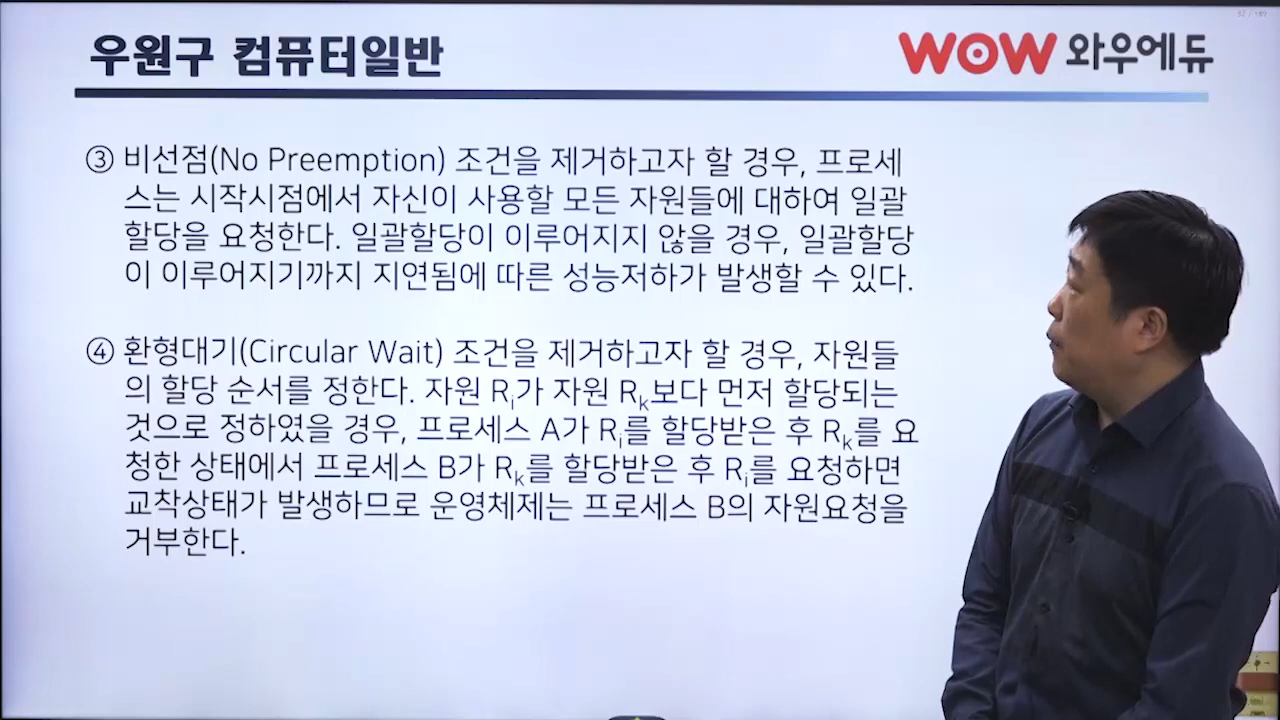 우원구 컴퓨터일반
WOW 와우에듀
③ 비선점(No Preemption) 조건을 제거하고자 할 경우, 프로세
스는 시작시점에서 자신이 사용할 모든 자원들에 대하여 일괄
할당을 요청한다. 일괄할당이 이루어지지 않을 경우, 일괄할당
이 이루어지기까지 지연됨에 따른 성능저하가 발생할 수 있다.
④ 환형대기(Circular Wait) 조건을 제거하고자 할 경우, 자원들
의 할당 순서를 정한다. 자원 Ri가 자원 Rk보다 먼저 할당되는
것으로 정하였을 경우, 프로세스 A가 Ri를 할당받은 후 Rk를 요
청한 상태에서 프로세스 B가 Rk를 할당받은 후 Ri를 요청하면
교착상태가 발생하므로 운영체제는 프로세스 B의 자원요청을
거부한다.